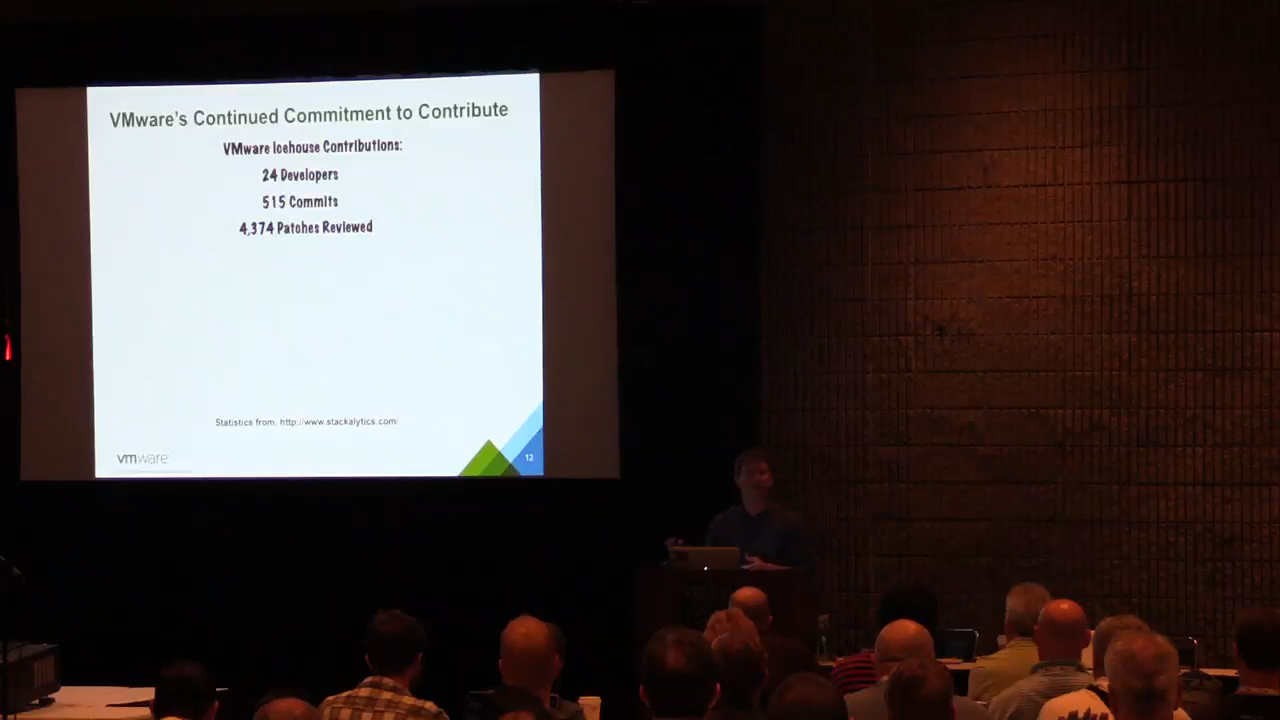 VMware's Continued Commitment to Contribute
VMware Icehouse Contributions:
24 Developers
515 Commits
4,374 Patches Reviewed
Statistics from: http://www.stackalytics.com/
vmware
12